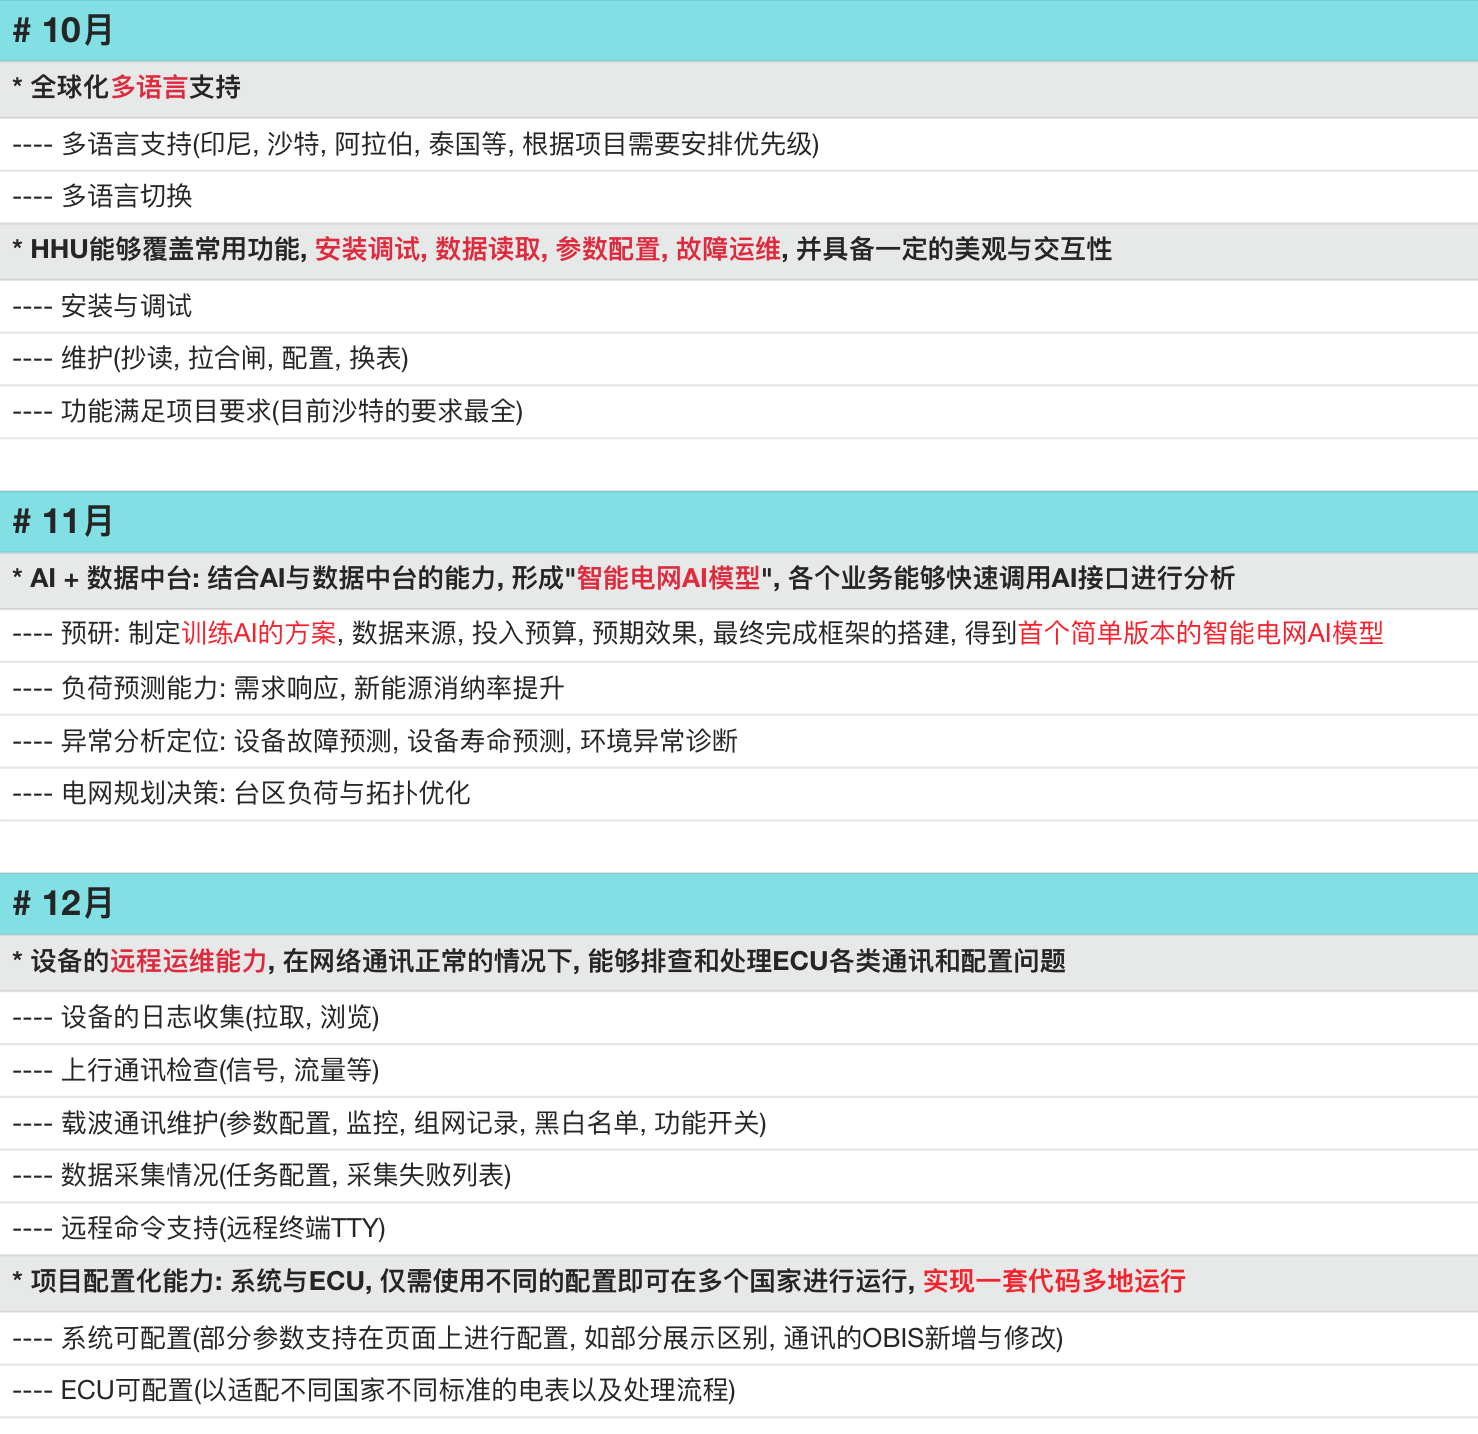 # 10月
* 全球化多语言支持
---- 多语言支持(印尼, 沙特, 阿拉伯, 泰国等, 根据项目需要安排优先级)
---- 多语言切换
* HHU能够覆盖常用功能, 安装调试, 数据读取, 参数配置, 故障运维, 并具备一定的美观与交互性
---- 安装与调试
---- 维护(抄读, 拉合闸, 配置, 换表)
---- 功能满足项目要求(目前沙特的要求最全)
# 11月
* AI + 数据中台: 结合AI与数据中台的能力, 形成"智能电网AI模型", 各个业务能够快速调用AI接口进行分析
---- 预研: 制定训练AI的方案, 数据来源, 投入预算, 预期效果, 最终完成框架的搭建, 得到首个简单版本的智能电网AI模型
---- 负荷预测能力: 需求响应, 新能源消纳率提升
---- 异常分析定位: 设备故障预测, 设备寿命预测, 环境异常诊断
---- 电网规划决策: 台区负荷与拓扑优化
# 12月
* 设备的远程运维能力, 在网络通讯正常的情况下, 能够排查和处理ECU各类通讯和配置问题
---- 设备的日志收集(拉取, 浏览)
---- 上行通讯检查(信号, 流量等)
---- 载波通讯维护(参数配置, 监控, 组网记录, 黑白名单, 功能开关)
---- 数据采集情况(任务配置, 采集失败列表)
---- 远程命令支持(远程终端TTY)
* 项目配置化能力: 系统与ECU, 仅需使用不同的配置即可在多个国家进行运行, 实现一套代码多地运行
---- 系统可配置(部分参数支持在页面上进行配置, 如部分展示区别, 通讯的OBIS新增与修改)
---- ECU可配置(以适配不同国家不同标准的电表以及处理流程)